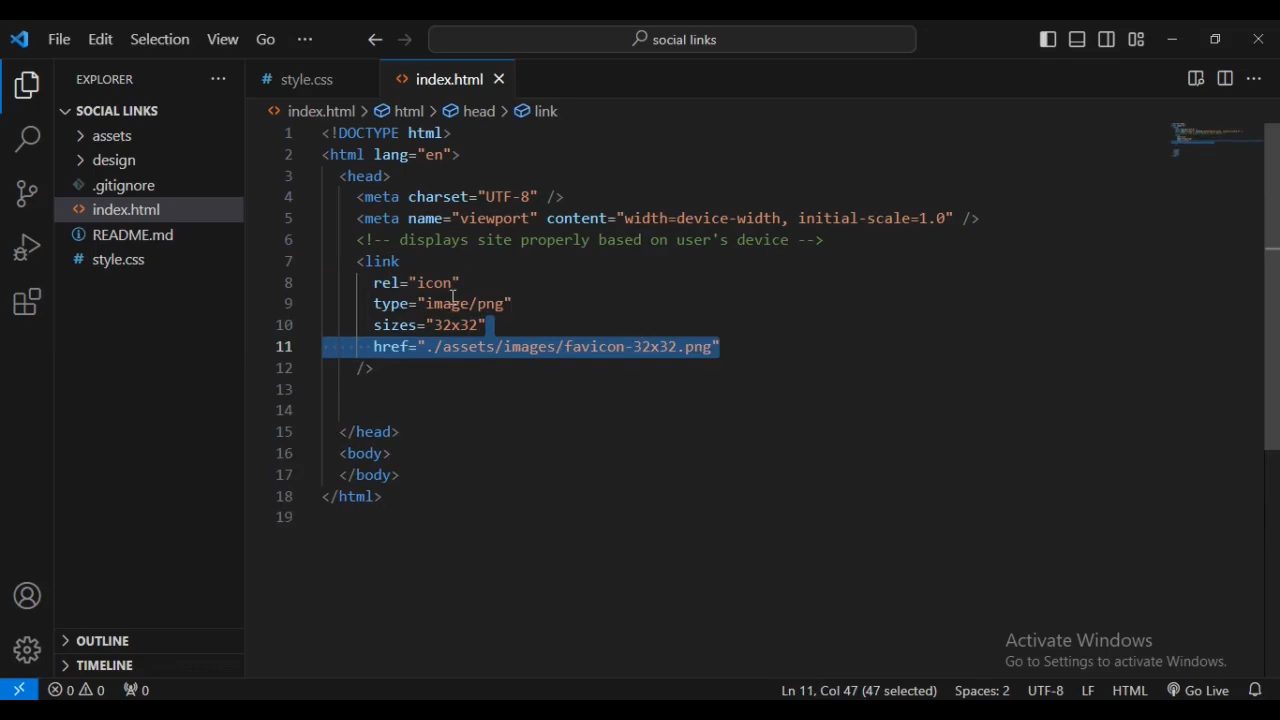 File Edit Selection View Go ··· social links
EXPLORER ···
SOCIAL LINKS
assets
design
.gitignore
index.html
README.md
# style.css
OUTLINE
TIMELINE
# style.css
<> index.html
index.html > html > head > link
1 <!DOCTYPE html>
2 <html lang="en">
3 <head>
4 <meta charset="UTF-8" />
5 <meta name="viewport" content="width=device-width, initial-scale=1.0" />
6 <!-- displays site properly based on user's device -->
7 <link
8 rel="icon"
9 type="image/png"
10 sizes="32x32"
11 href="./assets/images/favicon-32x32.png"
12 />
13
14
15 </head>
16 <body>
17 </body>
18 </html>
19
Activate Windows
Go to Settings to activate Windows.
0 0 0 Ln 11, Col 47 (47 selected) Spaces: 2 UTF-8 LF HTML Go Live